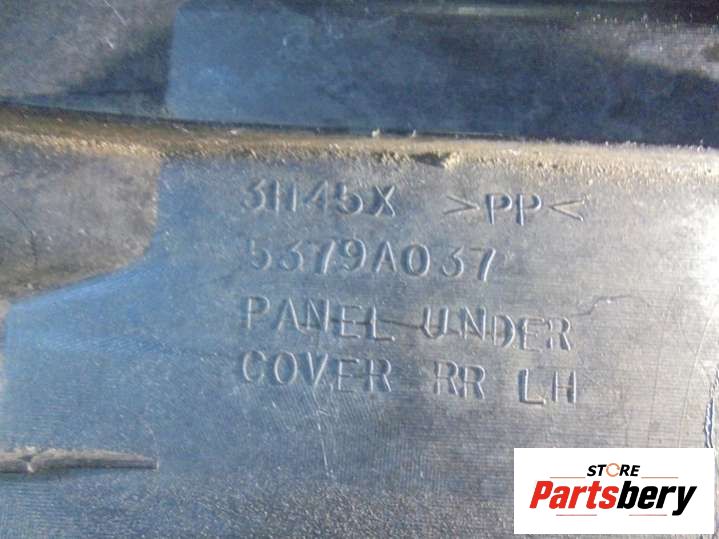 3H45X >PP<
5379A037
PANEL UNDER
COVER RR LH
STORE
Partsbery